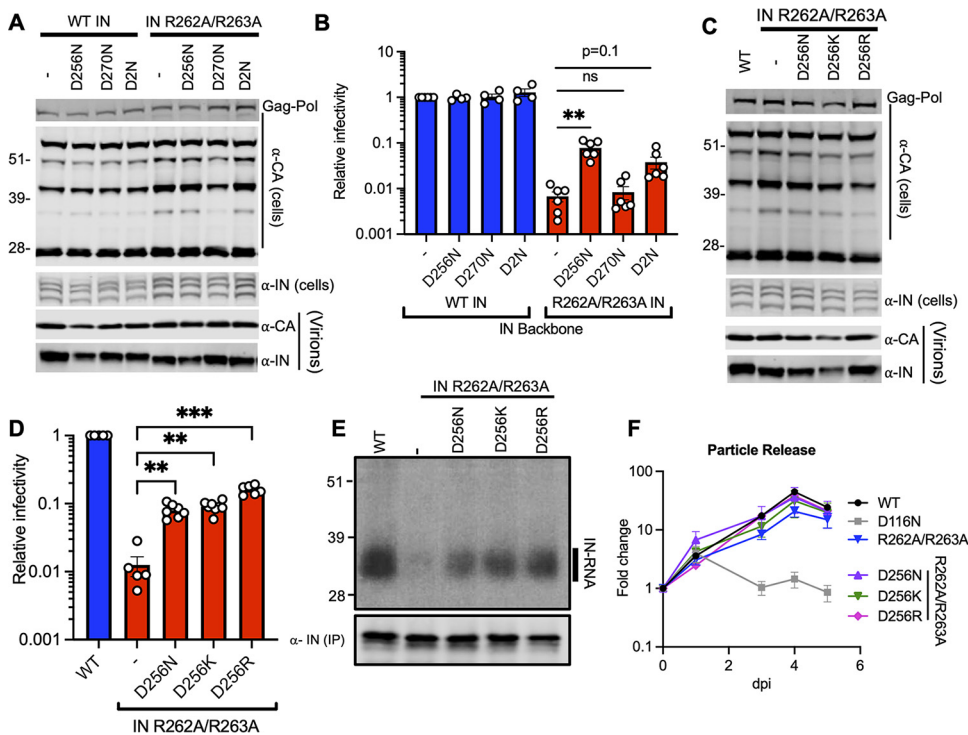 A
WT IN
IN R262A/R263A
-
D256N
D270N
D2N
-
D256N
D270N
D2N
Gag-Pol
51-
39-
28-
α-CA (cells)
α-IN (cells)
α-CA
α-IN
(Virions)
B
Relative infectivity
10
1
0.1
0.01
0.001
p=0.1
ns
**
-
D256N
D270N
D2N
-
D256N
D270N
D2N
WT IN
R262A/R263A IN
IN Backbone
C
IN R262A/R263A
WT
-
D256N
D256K
D256R
Gag-Pol
51-
39-
28-
α-CA (cells)
α-IN (cells)
α-CA
α-IN
(Virions)
D
Relative infectivity
1
0.1
0.01
0.001
***
**
**
WT
-
D256N
D256K
D256R
IN R262A/R263A
E
IN R262A/R263A
WT
-
D256N
D256K
D256R
51-
39-
28-
IN-RNA
α- IN (IP)
F
Particle Release
Fold change
100
10
1
0.1
0
2
4
6
dpi
WT
D116N
R262A/R263A
D256N
D256K
D256R
R262A/R263A